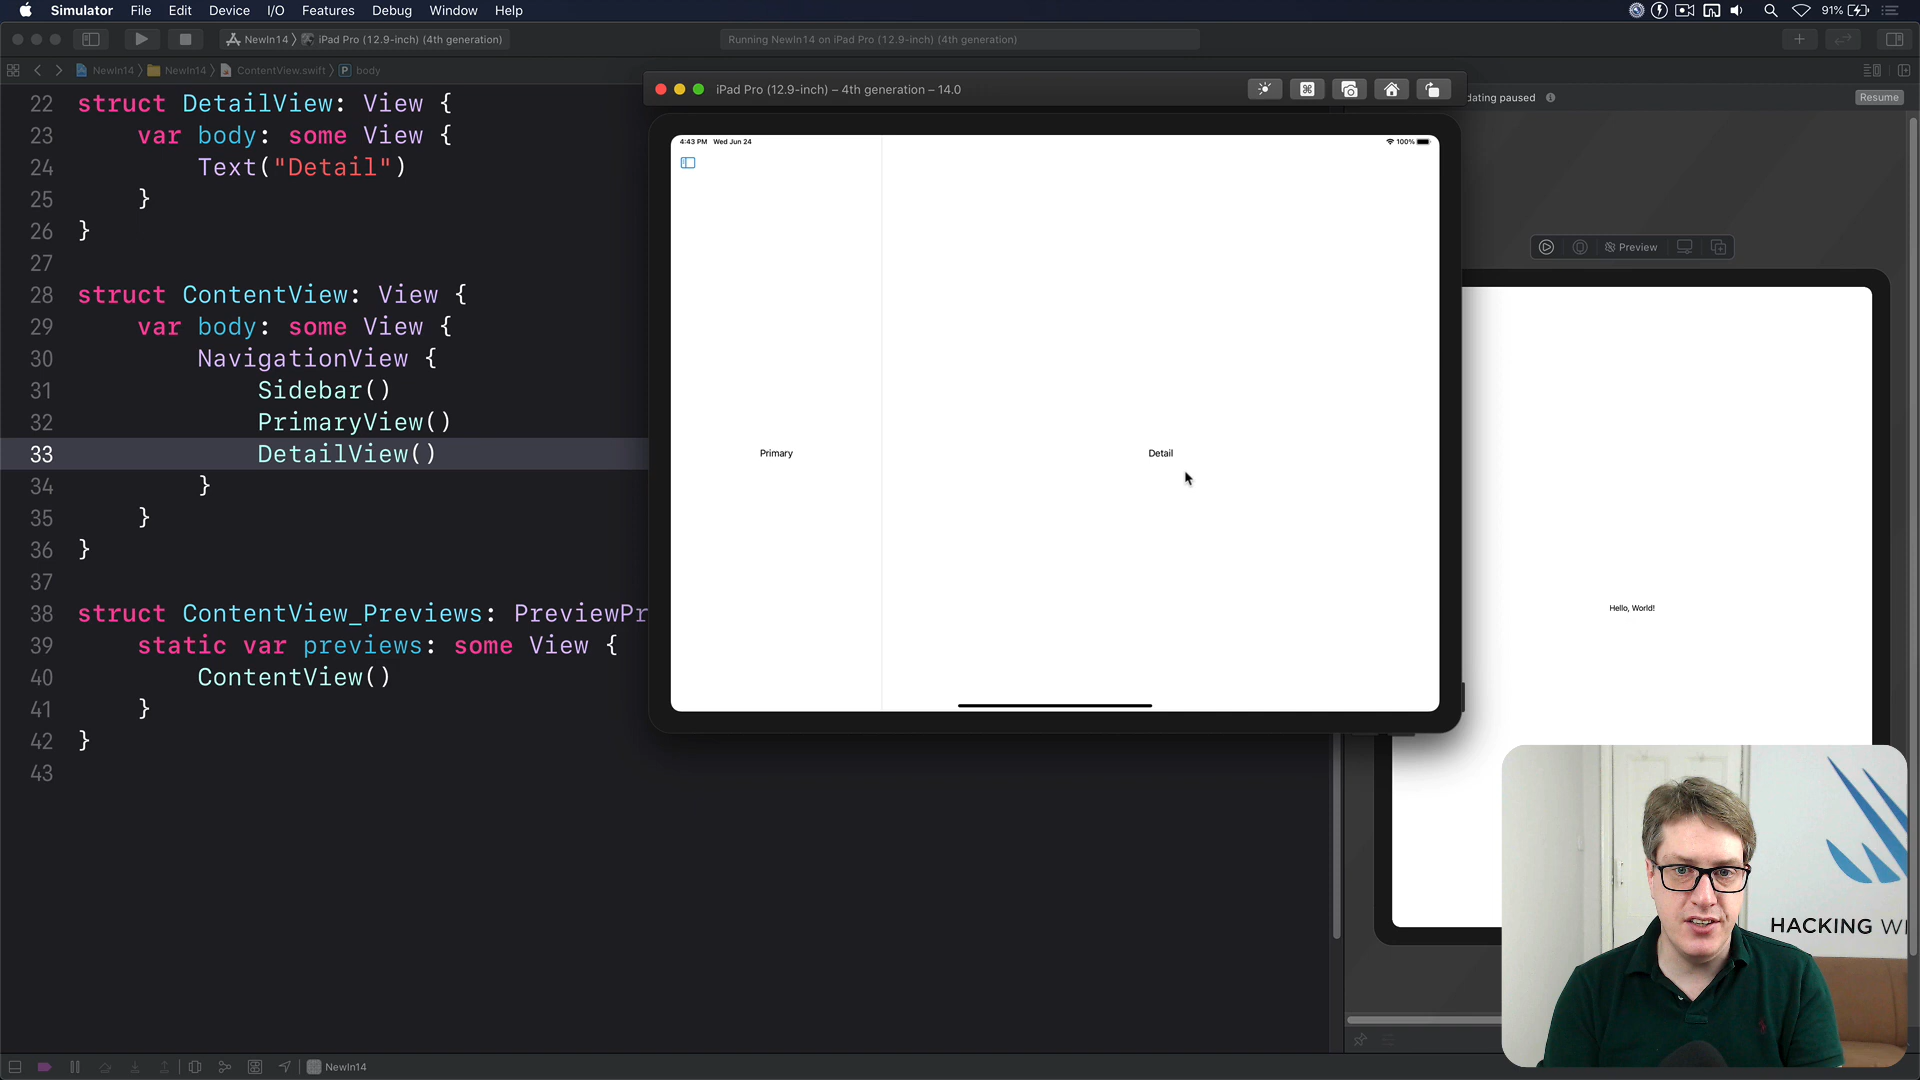 Simulator File Edit View Device I/O Features Debug Window Help
91%
NewIn14 iPad Pro (12.9-inch) (4th generation)
Running NewIn14 on iPad Pro (12.9-inch) (4th generation)
NewIn14 NewIn14 ContentView.swift P body
iPad Pro (12.9-inch) – 4th generation – 14.0
dating paused
Resume
22 struct DetailView: View {
23 var body: some View {
24 Text("Detail")
25 }
26 }
27
28 struct ContentView: View {
29 var body: some View {
30 NavigationView {
31 Sidebar()
32 PrimaryView()
33 DetailView()
34 }
35 }
36 }
37
38 struct ContentView_Previews: PreviewPr
39 static var previews: some View {
40 ContentView()
41 }
42 }
43
4:43 PM Wed Jun 24
100%
Primary
Detail
Preview
Hello, World!
HACKING WI
NewIn14